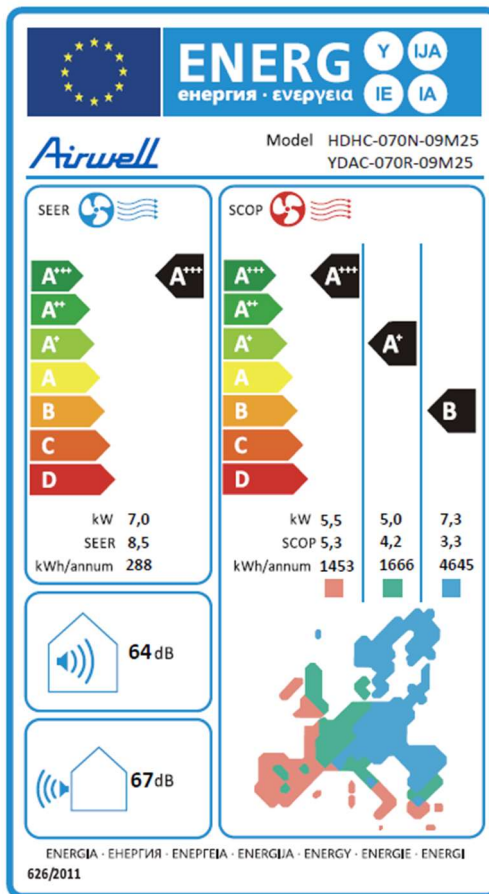 ENERG
енергия · ενεργεια
Y
IJA
IE
IA
Airwell
Model HDHC-070N-09M25
YDAC-070R-09M25
SEER
A+++
A++
A+
A
B
C
D
A+++
kW 7,0
SEER 8,5
kWh/annum 288
SCOP
A+++
A++
A+
A
B
C
D
A+++
A+
B
kW 5,5 5,0 7,3
SCOP 5,3 4,2 3,3
kWh/annum 1453 1666 4645
64 dB
67dB
ENERGIA · ЕНЕРГИЯ · ΕΝΕΡΓΕΙΑ · ENERGIJA · ENERGY · ENERGIE · ENERGI
626/2011